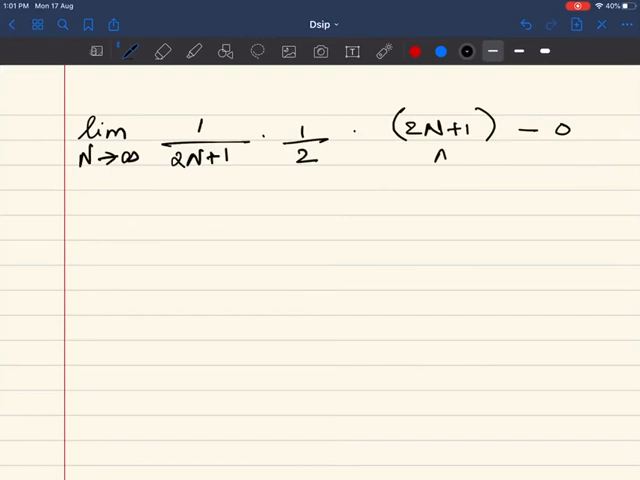 1:01 PM Mon 17 Aug
40%
Dsip
lim 1 / 2N+1 · 1 / 2 · (2N+1) - 0
N→∞
^